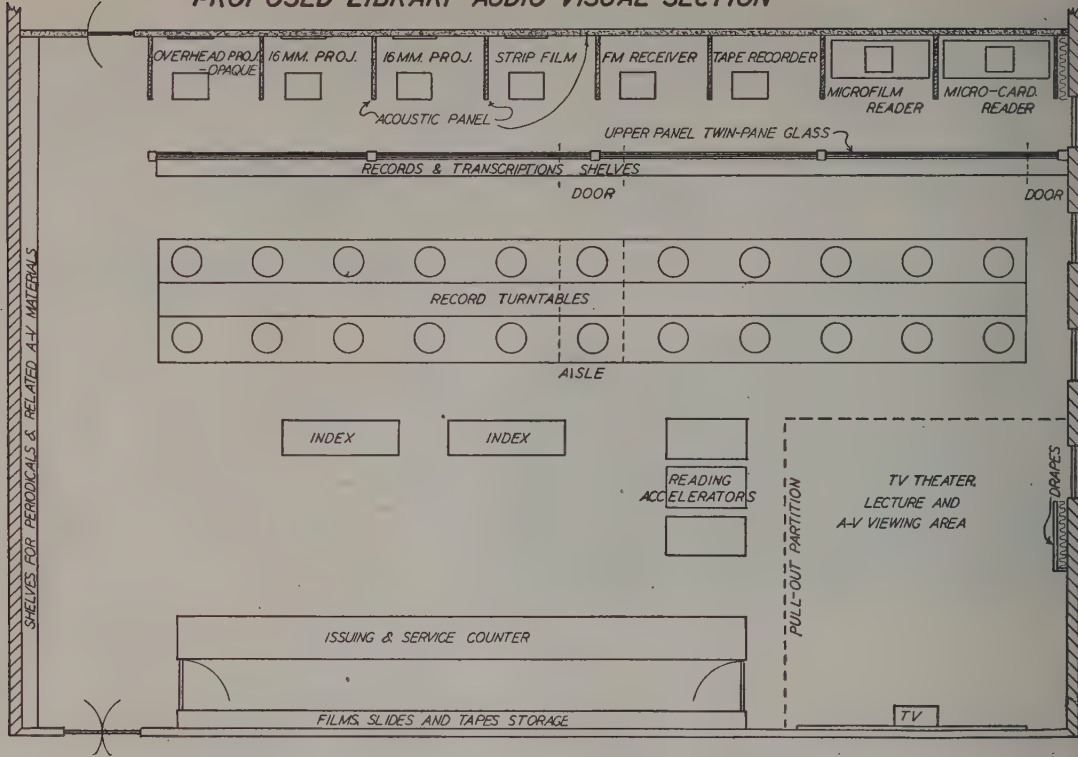 PROPOSED LIBRARY AUDIO VISUAL SECTION
OVERHEAD PROJ.
-OPAQUE
16 MM. PROJ.
16 MM. PROJ.
STRIP FILM
FM RECEIVER
TAPE RECORDER
MICROFILM
READER
MICRO-CARD.
READER
ACOUSTIC PANEL
UPPER PANEL TWIN-PANE GLASS
RECORDS & TRANSCRIPTIONS SHELVES
DOOR
DOOR
SHELVES FOR PERIODICALS & RELATED A-V MATERIALS
RECORD TURNTABLES
AISLE
INDEX
INDEX
READING
ACCELERATORS
PULL-OUT PARTITION
TV THEATER,
LECTURE AND
A-V VIEWING AREA
DRAPES
ISSUING & SERVICE COUNTER
FILMS, SLIDES AND TAPES STORAGE
TV